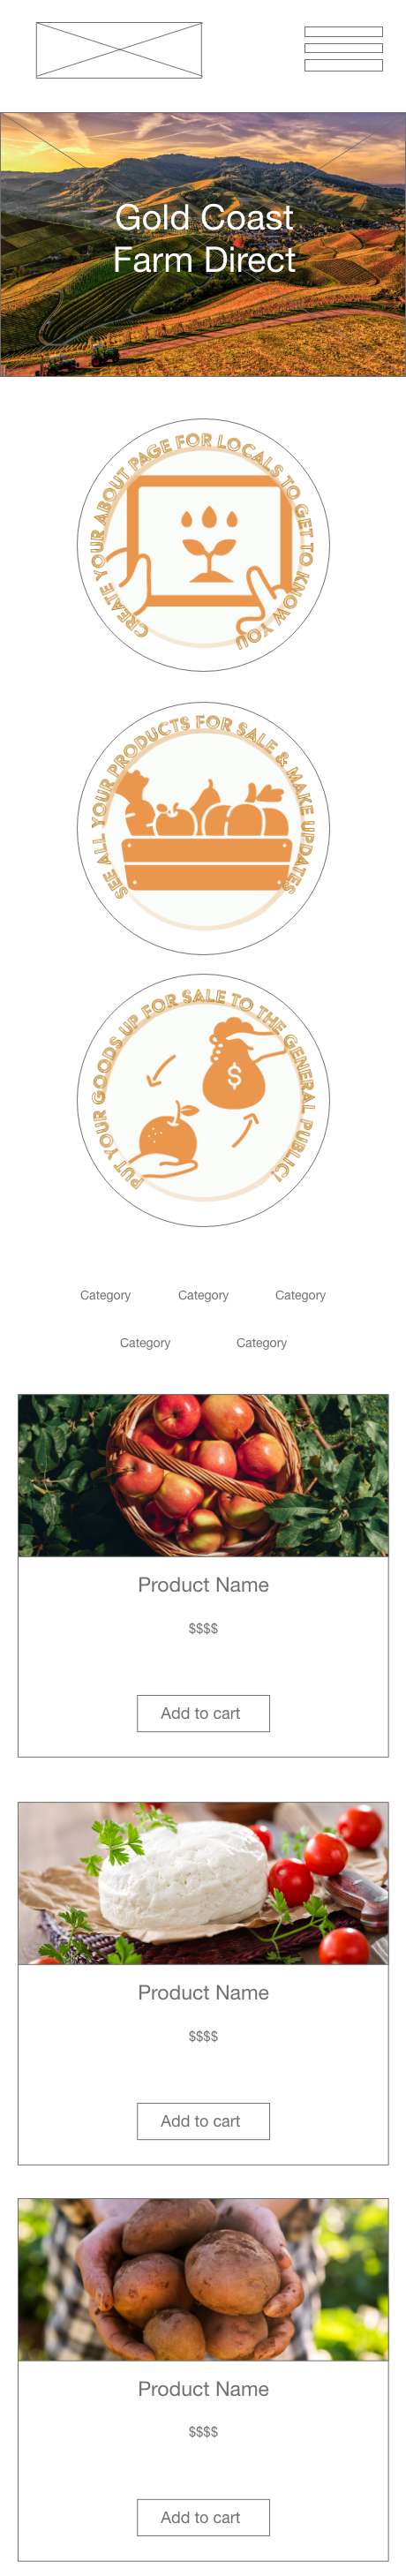 Gold Coast
Farm Direct
CREATE YOUR ABOUT PAGE FOR LOCALS TO GET TO KNOW YOU
SEE ALL YOUR PRODUCTS FOR SALE & MAKE UPDATES
PUT YOUR GOODS UP FOR SALE TO THE GENERAL PUBLIC!
$
Category Category Category
Category Category
Product Name
$$$$
Add to cart
Product Name
$$$$
Add to cart
Product Name
$$$$
Add to cart